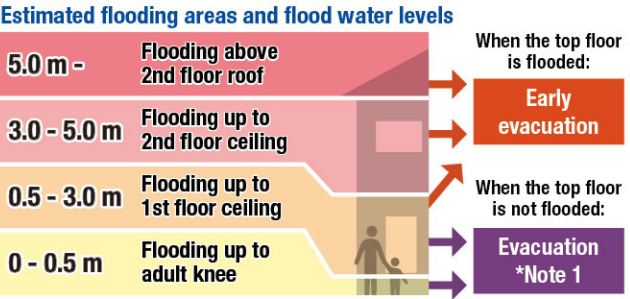 Estimated flooding areas and flood water levels
5.0 m -
Flooding above
2nd floor roof
3.0 - 5.0 m
Flooding up to
2nd floor ceiling
0.5 - 3.0 m
Flooding up to
1st floor ceiling
0 - 0.5 m
Flooding up to
adult knee
When the top floor
is flooded:
Early
evacuation
When the top floor
is not flooded:
Evacuation
*Note 1